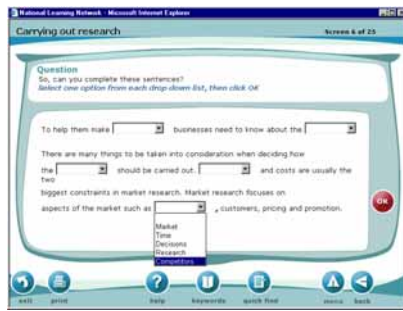 National Learning Network - Microsoft Internet Explorer
Carrying out research
Screen 6 of 25
Question
So, can you complete these sentences?
Select one option from each drop down list, then click OK
To help them make businesses need to know about the
There are many things to be taken into consideration when deciding how
the should be carried out. and costs are usually the
two
biggest constraints in market research. Market research focuses on
aspects of the market such as , customers, pricing and promotion.
Market
Time
Decisons
Research
Competitors
OK
exit print help keywords quick find menu back